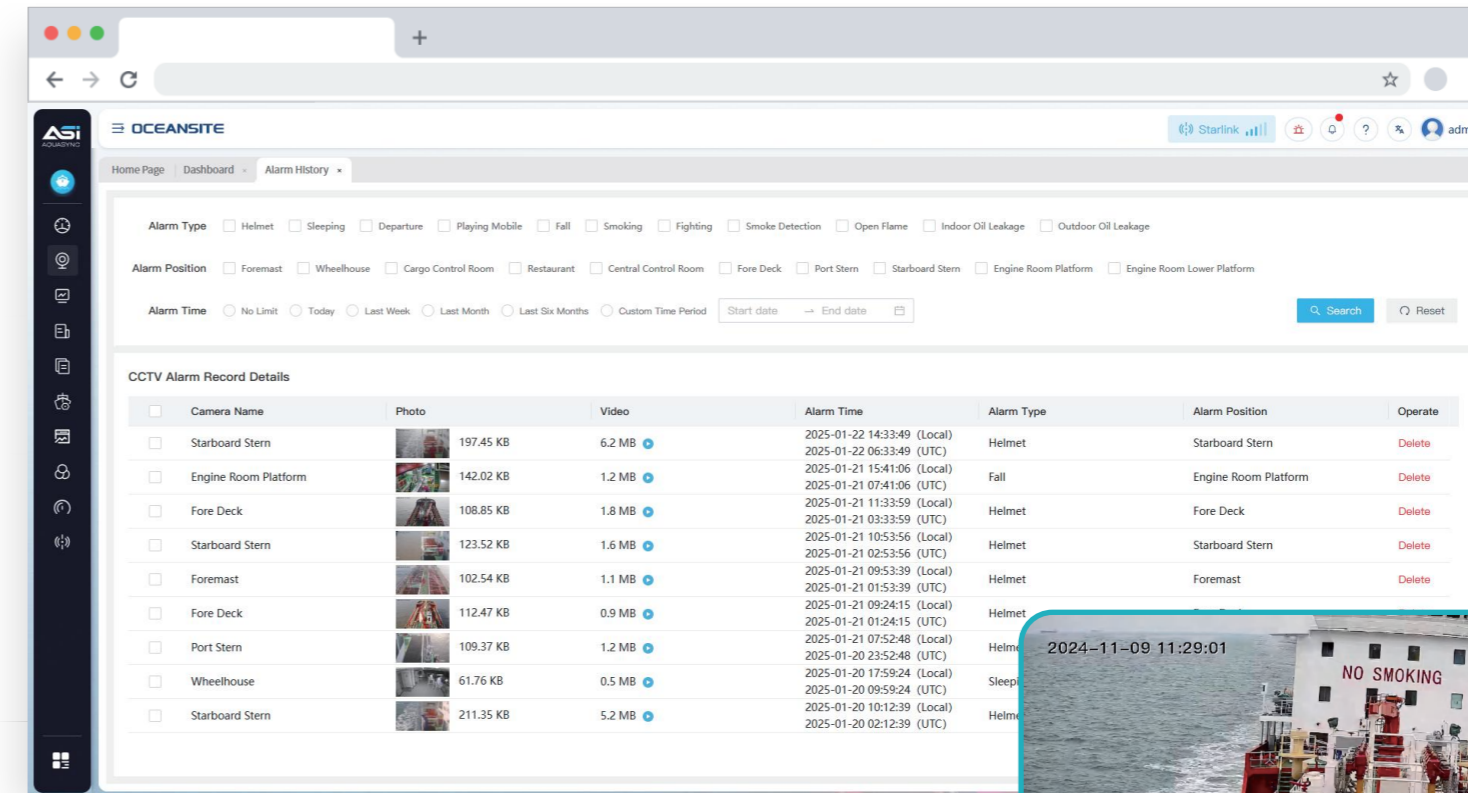 ASi
AQUASYNC
OCEANSITE
Starlink
?
adm
Home Page Dashboard × Alarm History ×
Alarm Type Helmet Sleeping Departure Playing Mobile Fall Smoking Fighting Smoke Detection Open Flame Indoor Oil Leakage Outdoor Oil Leakage
Alarm Position Foremast Wheelhouse Cargo Control Room Restaurant Central Control Room Fore Deck Port Stern Starboard Stern Engine Room Platform Engine Room Lower Platform
Alarm Time No Limit Today Last Week Last Month Last Six Months Custom Time Period Start date → End date Search Reset
CCTV Alarm Record Details
Camera Name Photo Video Alarm Time Alarm Type Alarm Position Operate
Starboard Stern 197.45 KB 6.2 MB 2025-01-22 14:33:49 (Local) Helmet Starboard Stern Delete
2025-01-22 06:33:49 (UTC)
Engine Room Platform 142.02 KB 1.2 MB 2025-01-21 15:41:06 (Local) Fall Engine Room Platform Delete
2025-01-21 07:41:06 (UTC)
Fore Deck 108.85 KB 1.8 MB 2025-01-21 11:33:59 (Local) Helmet Fore Deck Delete
2025-01-21 03:33:59 (UTC)
Starboard Stern 123.52 KB 1.6 MB 2025-01-21 10:53:56 (Local) Helmet Starboard Stern Delete
2025-01-21 02:53:56 (UTC)
Foremast 102.54 KB 1.1 MB 2025-01-21 09:53:39 (Local) Helmet Foremast Delete
2025-01-21 01:53:39 (UTC)
Fore Deck 112.47 KB 0.9 MB 2025-01-21 09:24:15 (Local) Helmet
2025-01-21 01:24:15 (UTC)
Port Stern 109.37 KB 1.2 MB 2025-01-21 07:52:48 (Local) Helme
2025-01-20 23:52:48 (UTC)
Wheelhouse 61.76 KB 0.5 MB 2025-01-20 17:59:24 (Local) Sleepi
2025-01-20 09:59:24 (UTC)
Starboard Stern 211.35 KB 5.2 MB 2025-01-20 10:12:39 (Local) Helme
2025-01-20 02:12:39 (UTC)
2024-11-09 11:29:01
NO SMOKING